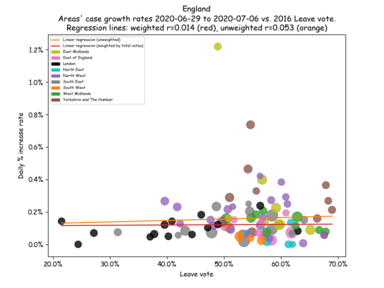 England
Areas' case growth rates 2020-06-29 to 2020-07-06 vs. 2016 Leave vote.
Regression lines: weighted r=0.014 (red), unweighted r=0.053 (orange)
Linear regression (unweighted)
Linear regression (weighted by total votes)
East Midlands
East of England
London
North East
North West
South East
South West
West Midlands
Yorkshire and The Humber
1.2%
1.0%
0.8%
0.6%
0.4%
0.2%
0.0%
Daily % increase rate
20.0% 30.0% 40.0% 50.0% 60.0% 70.0%
Leave vote